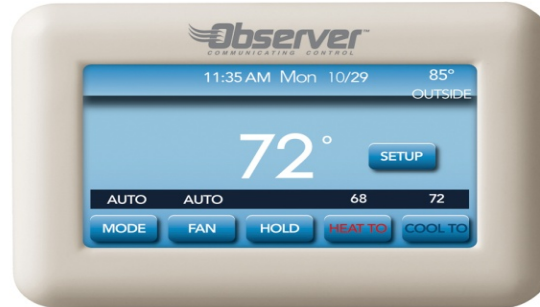 Observer™
COMMUNICATING CONTROL
11:35 AM Mon 10/29 85°
OUTSIDE
72° SETUP
AUTO AUTO 68 72
MODE FAN HOLD HEAT TO COOL TO